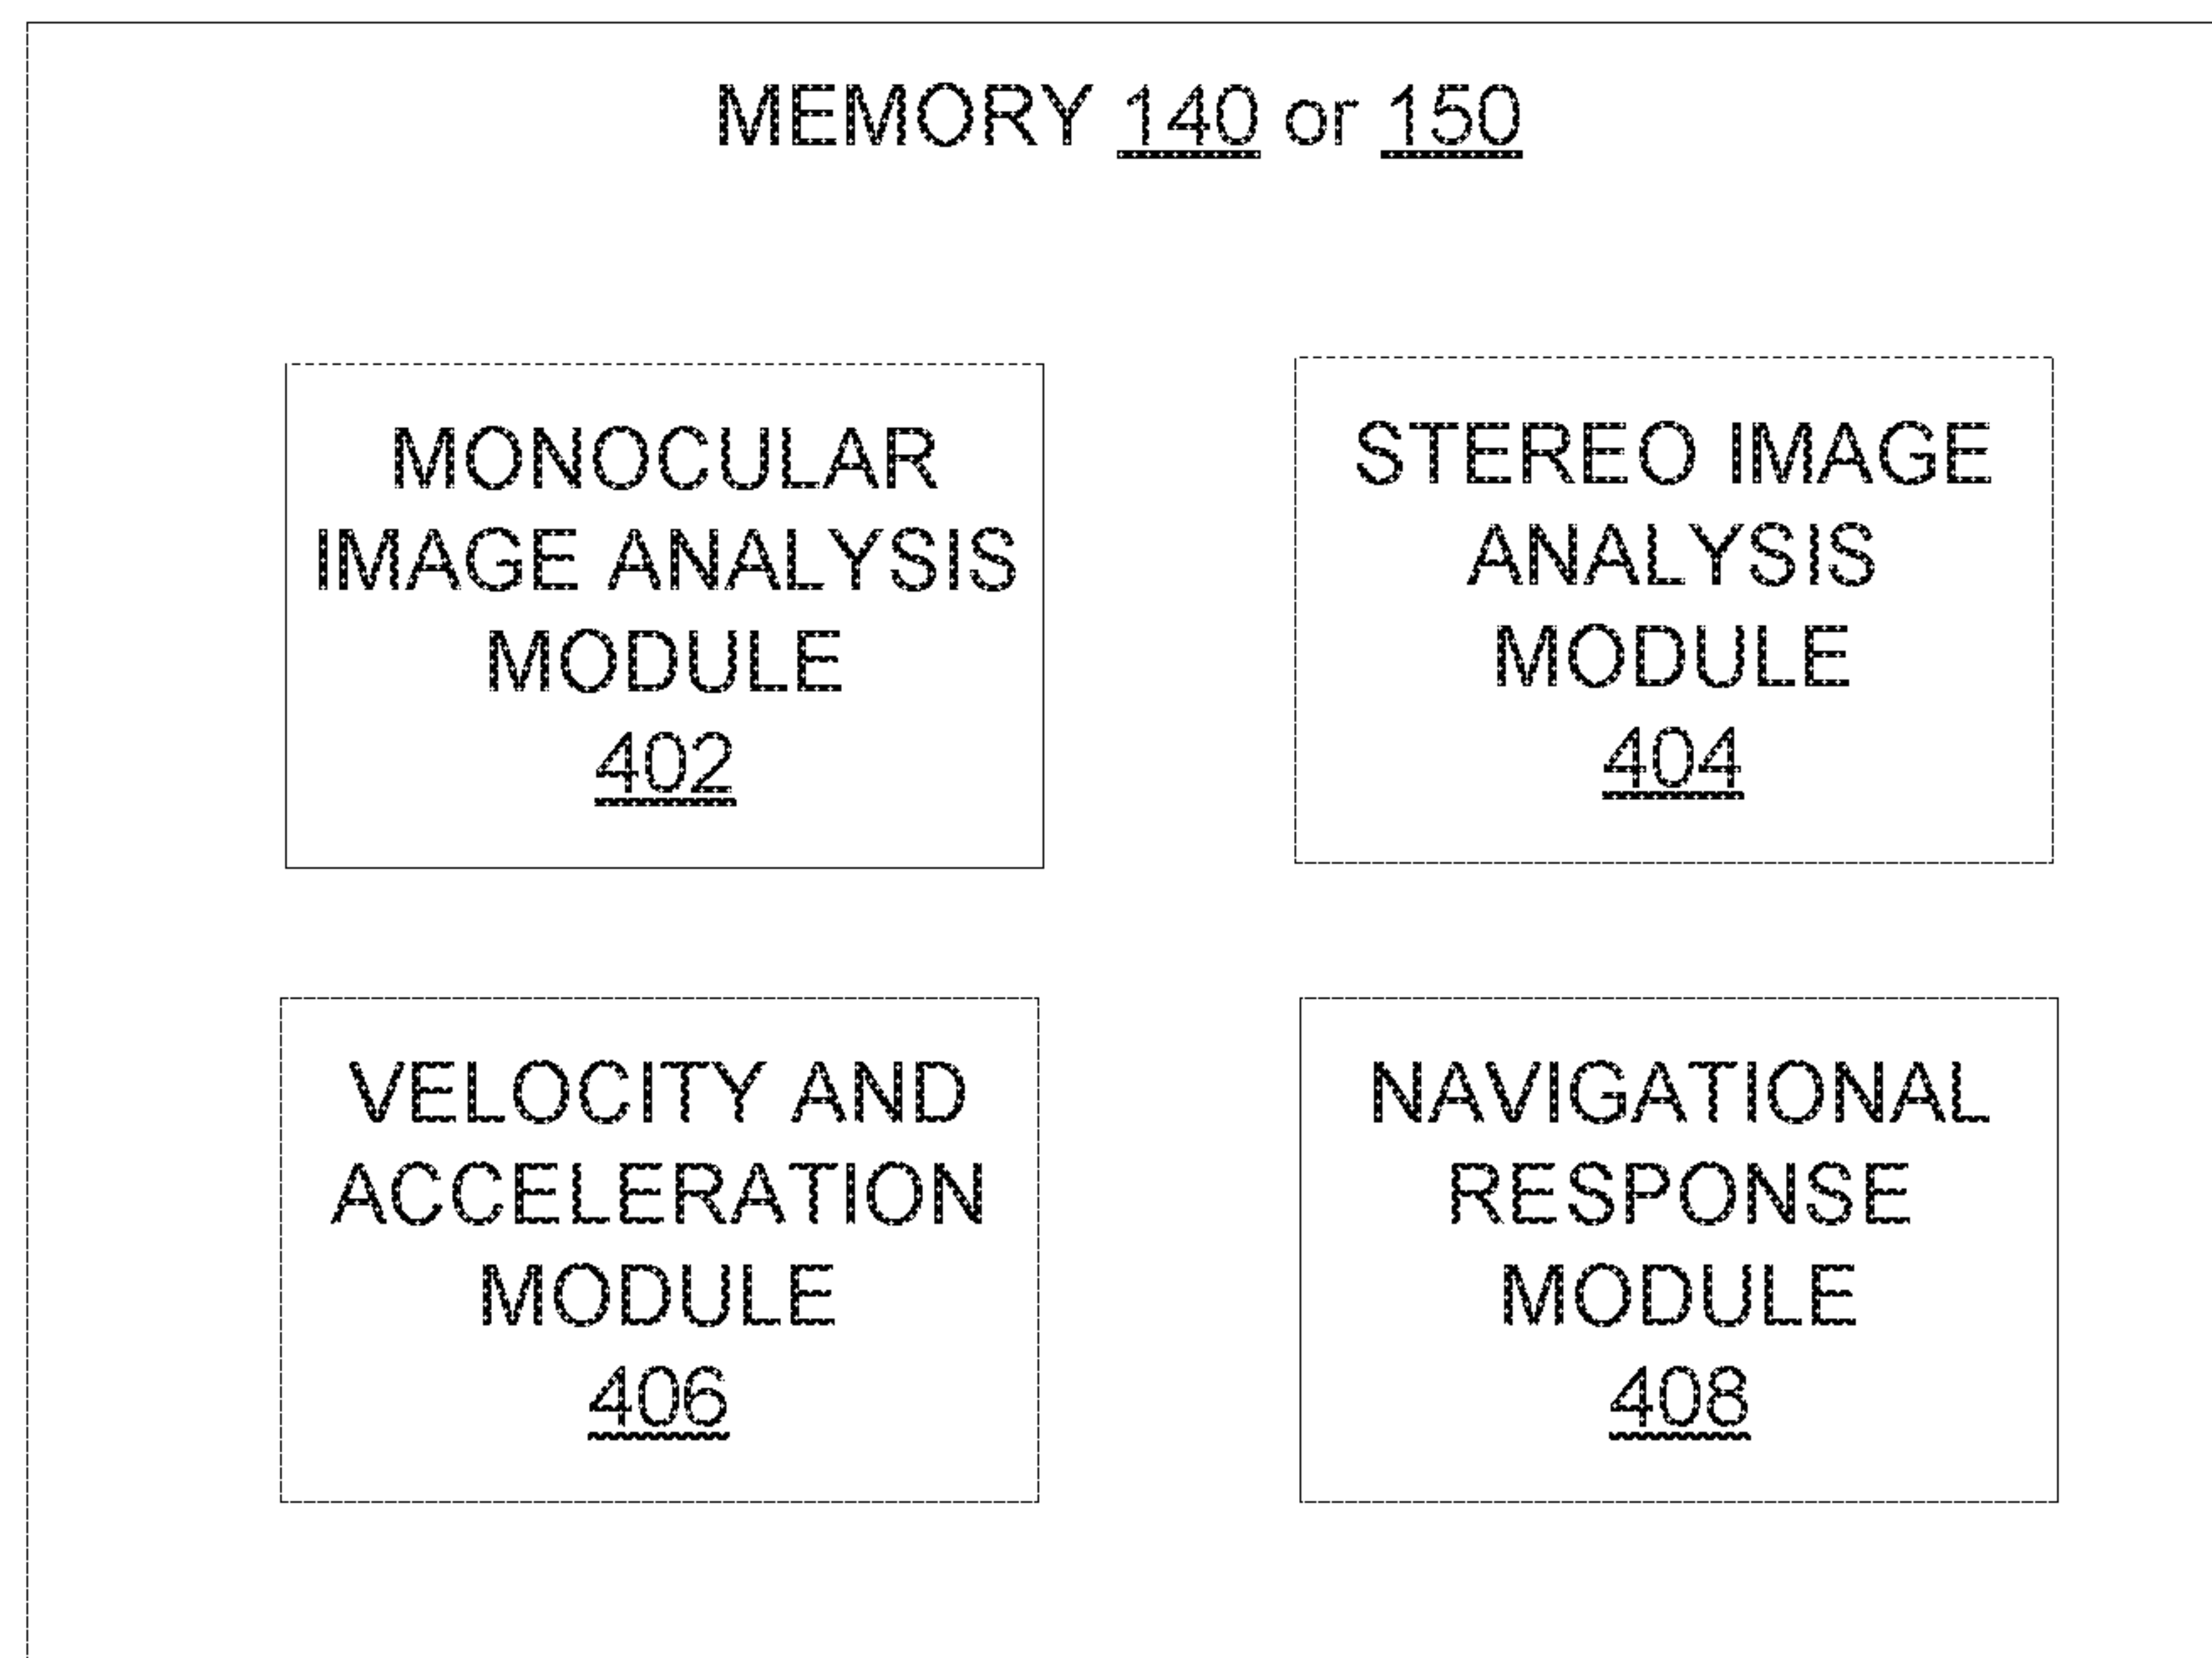 MEMORY 140 or 150
MONOCULAR
IMAGE ANALYSIS
MODULE
402
STEREO IMAGE
ANALYSIS
MODULE
404
VELOCITY AND
ACCELERATION
MODULE
406
NAVIGATIONAL
RESPONSE
MODULE
408